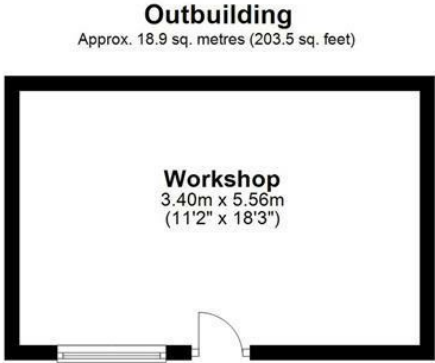 Outbuilding
Approx. 18.9 sq. metres (203.5 sq. feet)
Workshop
3.40m x 5.56m
(11'2" x 18'3")